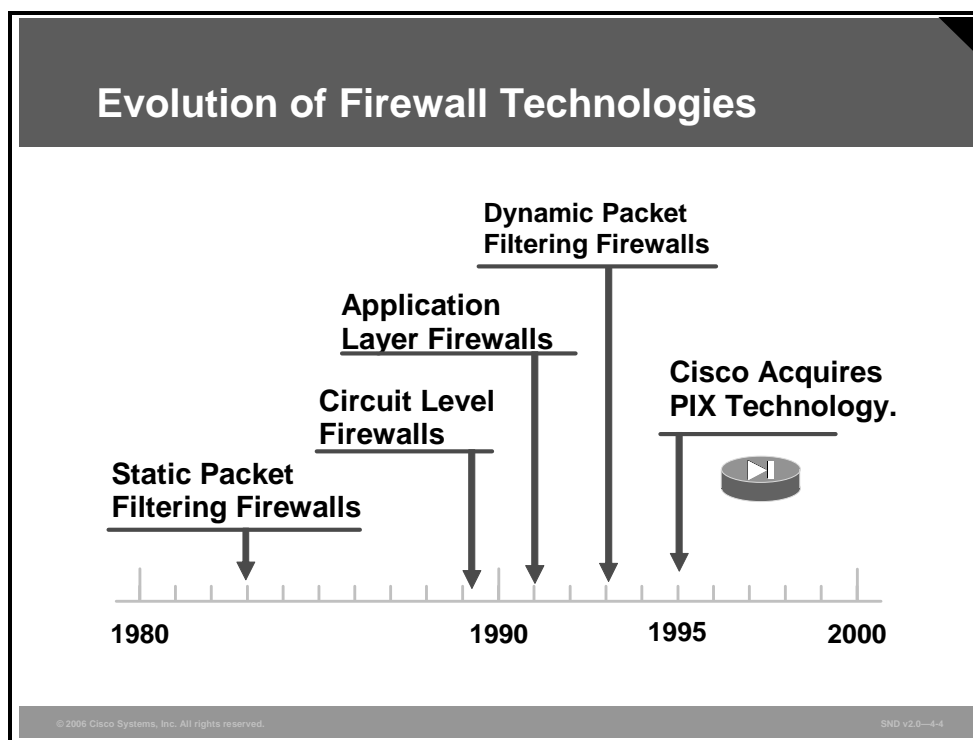 Evolution of Firewall Technologies
Dynamic Packet
Filtering Firewalls
Application
Layer Firewalls
Cisco Acquires
PIX Technology.
Circuit Level
Firewalls
Static Packet
Filtering Firewalls
1980
1990
1995
2000
© 2006 Cisco Systems, Inc. All rights reserved.
SND v2.0—4-4